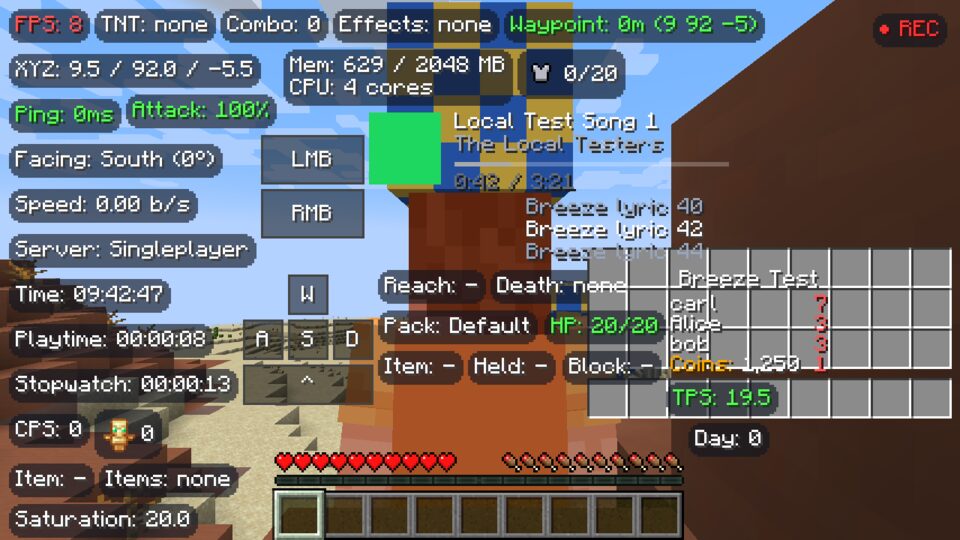 FPS: 8
TNT: none
Combo: 0
Effects: none
Waypoint: 0m (9 92 -5)
REC
XYZ: 9.5 / 92.0 / -5.5
Mem: 629 / 2048 MB
CPU: 4 cores
0/20
Ping: 0ms
Attack: 100%
Local Test Song 1
The Local Testers
0:42 / 3:21
Facing: South (0°)
LMB
Speed: 0.00 b/s
RMB
Breeze lyric 40
Breeze lyric 42
Breeze lyric 44
Server: Singleplayer
Time: 09:42:47
W
Reach: -
Death: none
Breeze Test
carl 7
Alice 3
bob 3
Coins: 1,250 1
Playtime: 00:00:08
A
S
D
Pack: Default
HP: 20/20
Stopwatch: 00:00:13
^
Item: -
Held: -
Block: -
TPS: 19.5
CPS: 0
0
Day: 0
Item: -
Items: none
Saturation: 20.0